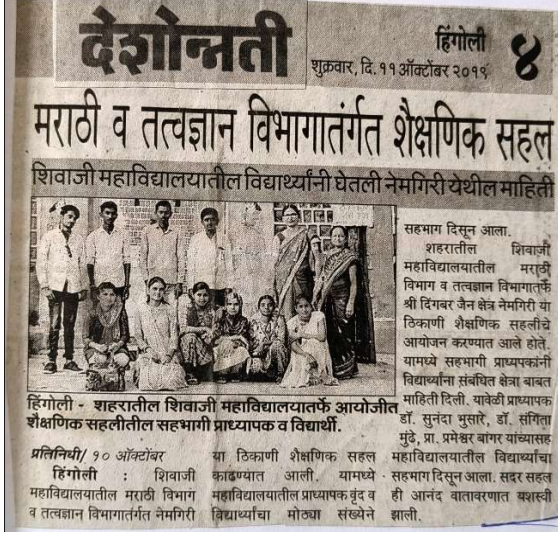 देशोन्नती
हिंगोली
शुक्रवार, दि. ११ ऑक्टोंबर २०१९
४
मराठी व तत्वज्ञान विभागातंर्गत शैक्षणिक सहल
शिवाजी महाविद्यालयातील विद्यार्थ्यांनी घेतली नेमगिरी येथील माहिती
हिंगोली - शहरातील शिवाजी महाविद्यालयातर्फे आयोजीत
शैक्षणिक सहलीतील सहभागी प्राध्यापक व विद्यार्थी.
प्रतिनिधी/ १० ऑक्टोंबर
हिंगोली : शिवाजी
महाविद्यालयातील मराठी विभाग
व तत्वज्ञान विभागातंर्गत नेमगिरी
या ठिकाणी शैक्षणिक सहल
काढण्यात आली. यामध्ये
महाविद्यालयातील प्राध्यापक वृंद व
विद्यार्थ्यांचा मोठ्या संख्येने
सहभाग दिसून आला.
शहरातील शिवाजी
महाविद्यालयातील मराठी
विभाग व तत्वज्ञान विभागातर्फे
श्री दिंगबर जैन क्षेत्र नेमगिरी या
ठिकाणी शैक्षणिक सहलीचे
आयोजन करण्यात आले होते.
यामध्ये सहभागी प्राध्यापकांनी
विद्यार्थ्यांना संबंधित क्षेत्रा बाबत
माहिती दिली. यावेळी प्राध्यापक
डॉ. सुनंदा भुसारे, डॉ. संगिता
मुंढे, प्रा. प्रमेश्वर बांगर यांच्यासह
महाविद्यालयातील विद्यार्थ्यांचा
सहभाग दिसून आला. सदर सहल
ही आनंद वातावरणात यशस्वी
झाली.